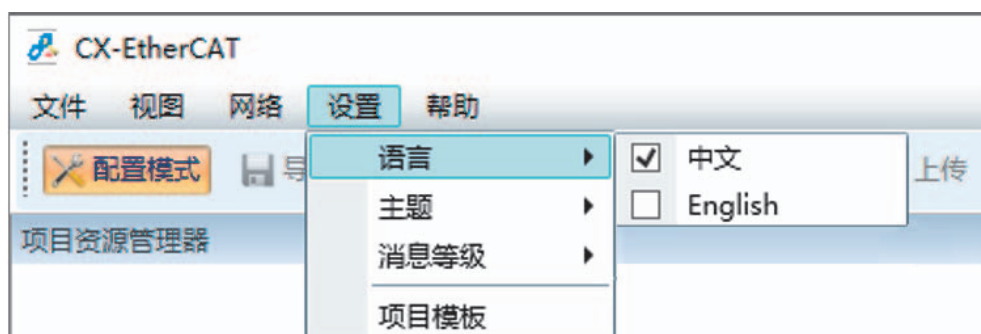 CX-EtherCAT
文件 视图 网络 设置 帮助
配置模式 导 语言 中文 上传
主题 English
项目资源管理器 消息等级
项目模板